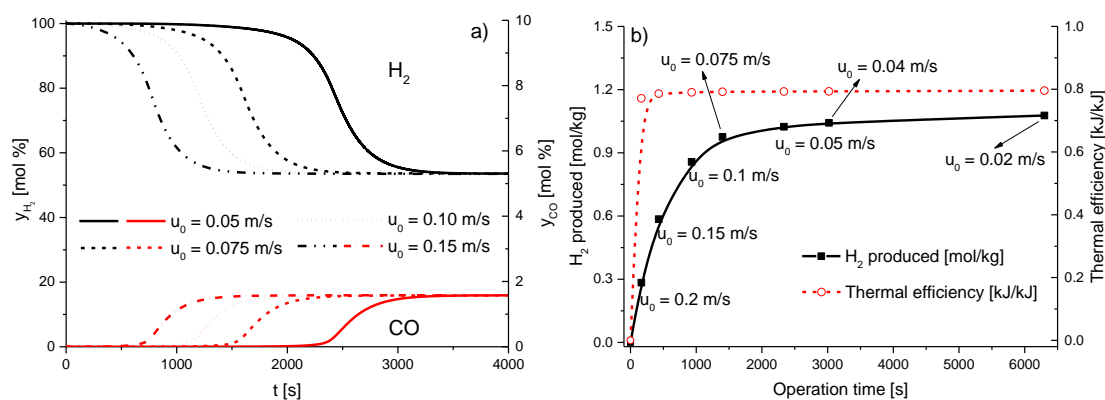 a)
H2
CO
100
80
60
40
20
0
yH2 [mol %]
10
8
6
4
2
0
yCO [mol %]
u0 = 0.05 m/s
u0 = 0.10 m/s
u0 = 0.075 m/s
u0 = 0.15 m/s
0 1000 2000 3000 4000
t [s]
b)
1.5
1.2
0.9
0.6
0.3
0.0
H2 produced [mol/kg]
1.0
0.8
0.6
0.4
0.2
0.0
Thermal efficiency [kJ/kJ]
u0 = 0.075 m/s
u0 = 0.04 m/s
u0 = 0.05 m/s
u0 = 0.02 m/s
u0 = 0.1 m/s
u0 = 0.15 m/s
u0 = 0.2 m/s
H2 produced [mol/kg]
Thermal efficiency [kJ/kJ]
0 1000 2000 3000 4000 5000 6000
Operation time [s]